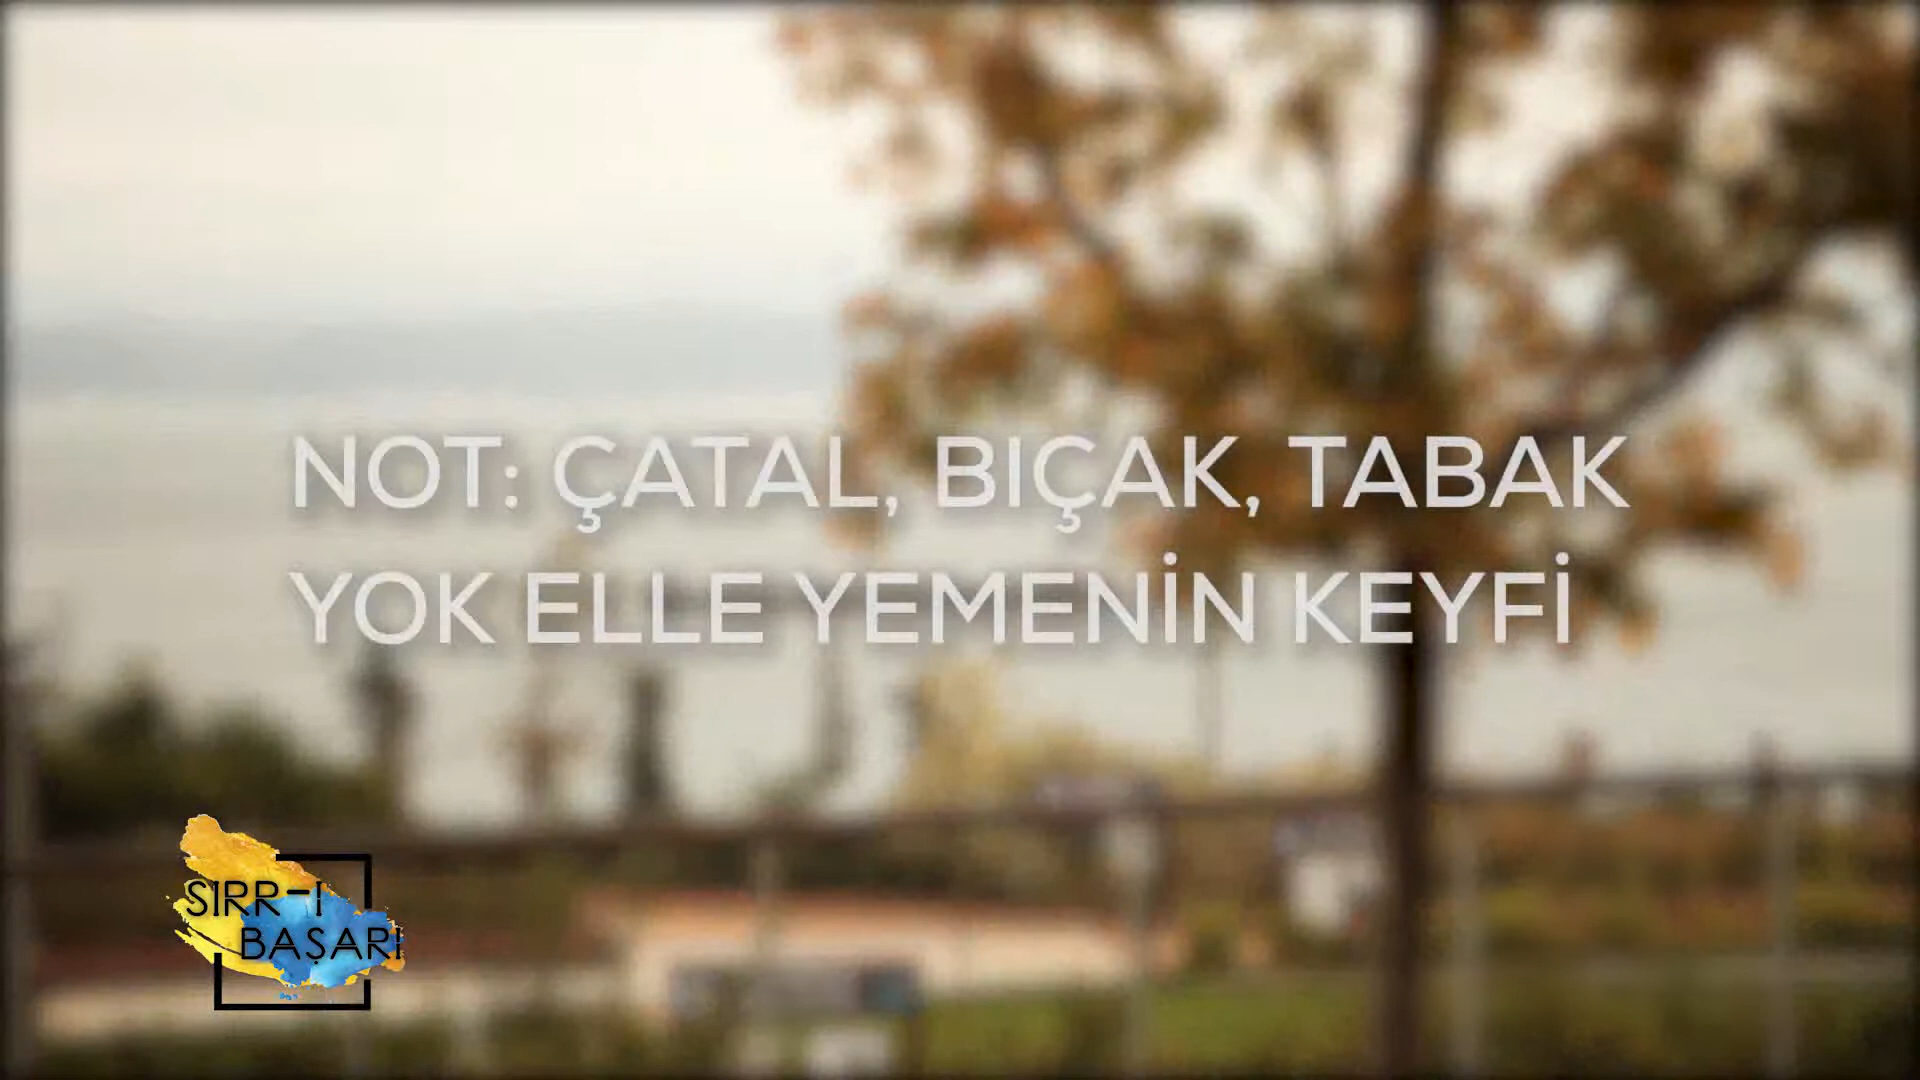 NOT: ÇATAL, BIÇAK, TABAK
YOK ELLE YEMENİN KEYFİ
SIRR-I
BAŞARI